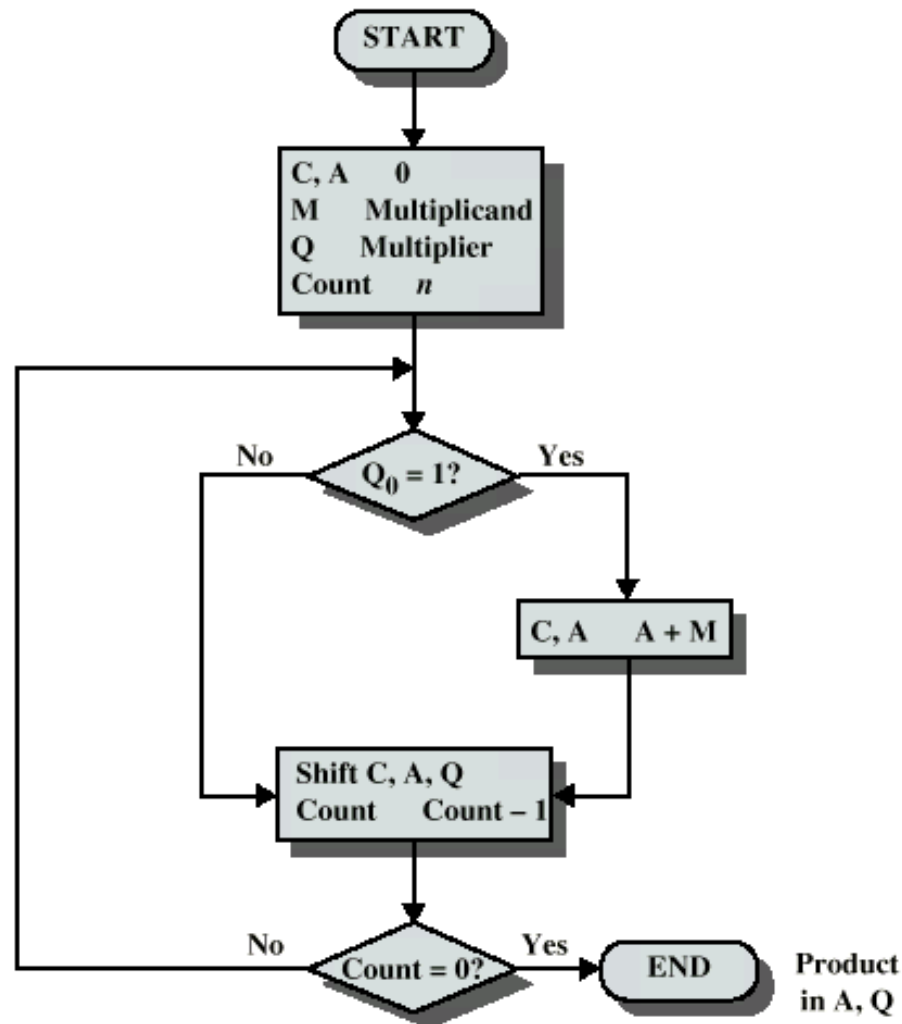 START
C, A 0
M Multiplicand
Q Multiplier
Count n
No
Yes
Q0 = 1?
C, A A + M
Shift C, A, Q
Count Count – 1
No
Yes
Count = 0?
END
Product
in A, Q